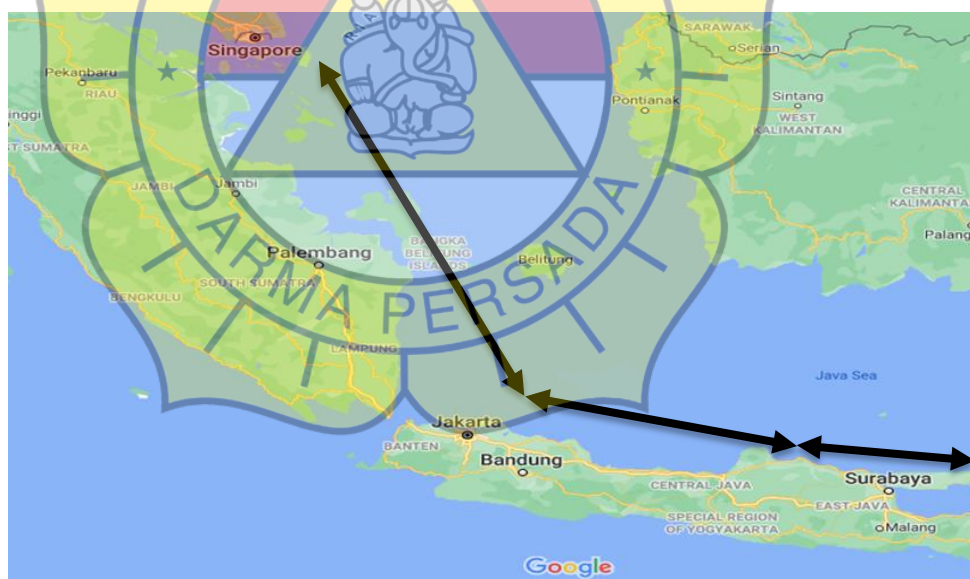 SARAWAK
Singapore
Serian
Pekanbaru
RIAU
Pontianak
Sintang
inggi
WEST
KALIMANTAN
ST SUMATRA
JAMBI
Jambi
CENTRAL
KALIMANTA
Palang
BANGKA
BELITUNG
ISLANDS
Belitung
Palembang
SOUTH SUMATRA
BENGKULU
DARMA PERSADA
LAMPUNG
Java Sea
Jakarta
BANTEN
Bandung
CENTRAL JAVA
Surabaya
EAST JAVA
SPECIAL REGION
OF YOGYAKARTA
Malang
Google